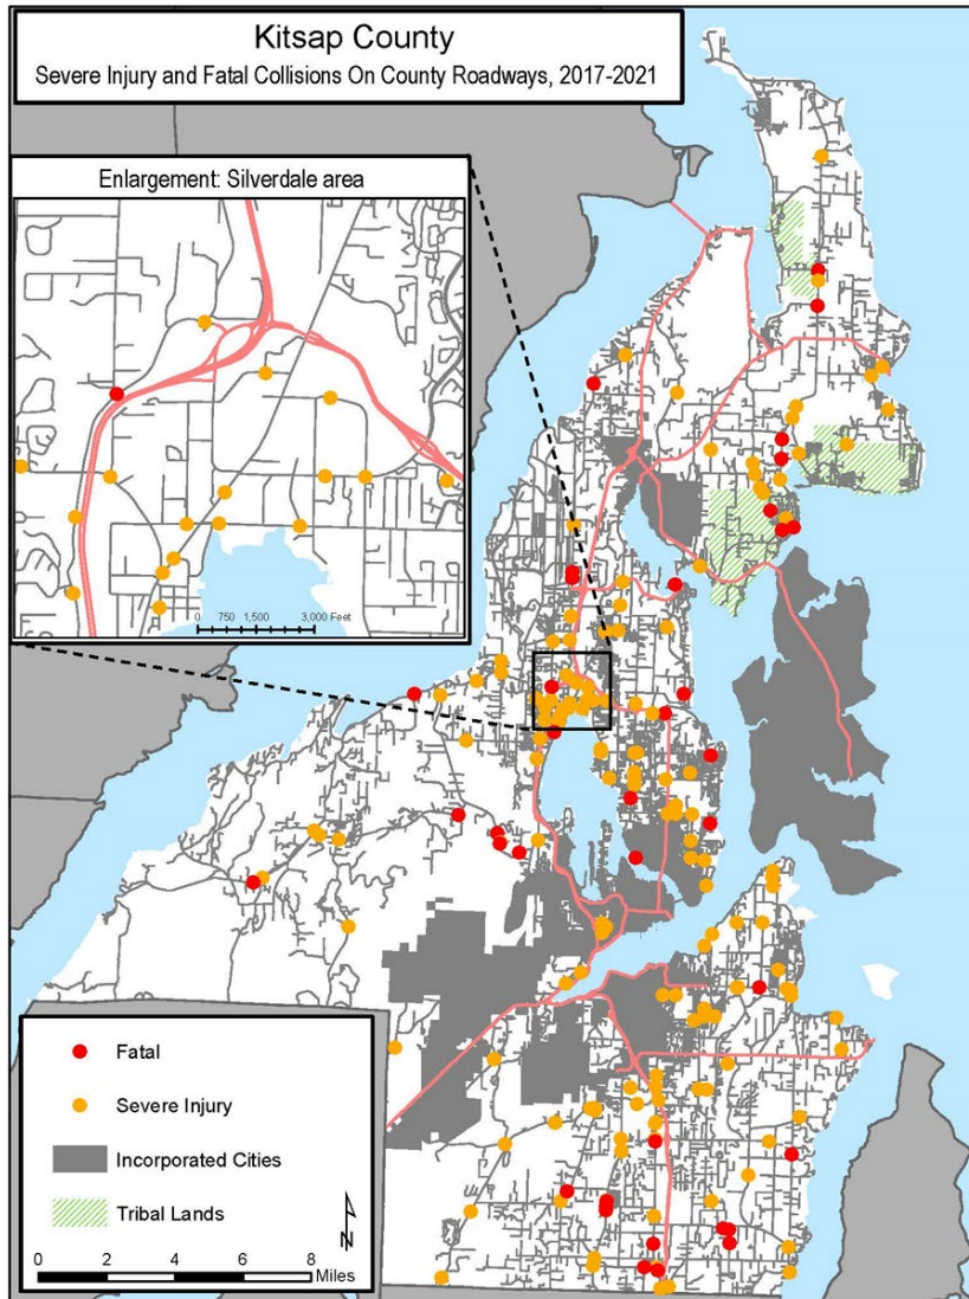 Kitsap County
Severe Injury and Fatal Collisions On County Roadways, 2017-2021
Enlargement: Silverdale area
0 750 1,500 3,000 Feet
Fatal
Severe Injury
Incorporated Cities
Tribal Lands
N
0 2 4 6 8
Miles